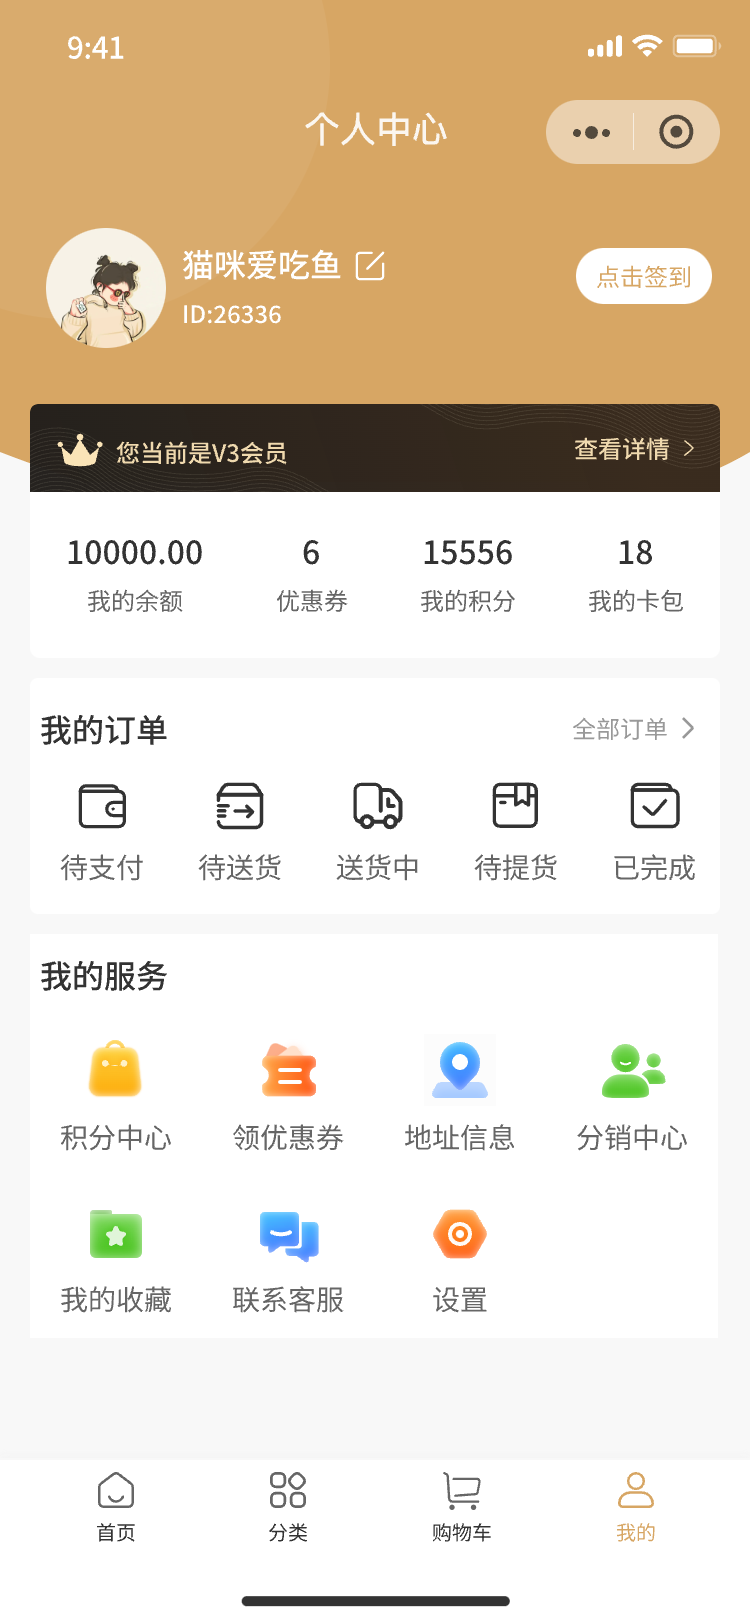 9:41
个人中心
猫咪爱吃鱼
ID:26336
点击签到
您当前是V3会员
查看详情
10000.00 6 15556 18
我的余额 优惠券 我的积分 我的卡包
我的订单
全部订单
待支付 待送货 送货中 待提货 已完成
我的服务
积分中心 领优惠券 地址信息 分销中心
我的收藏 联系客服 设置
首页 分类 购物车 我的